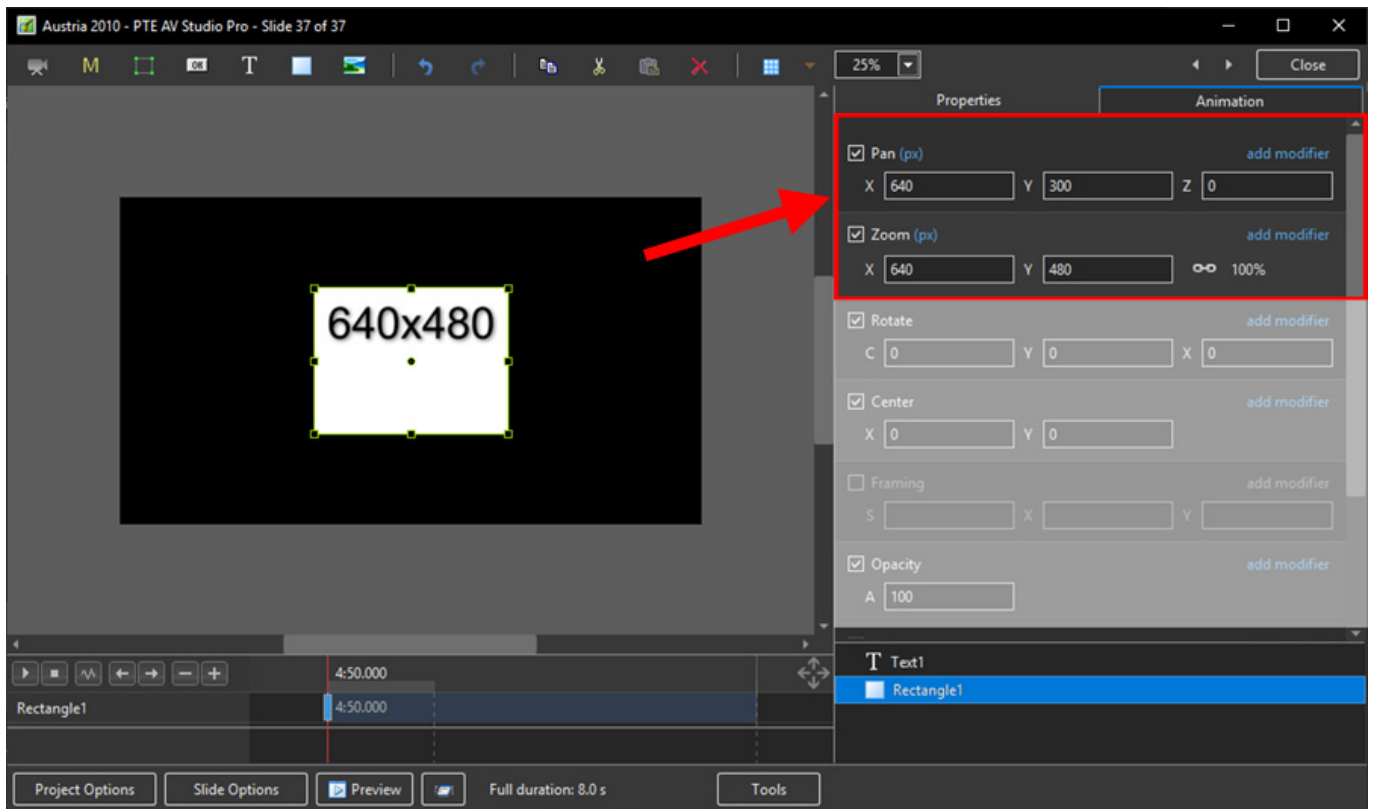 Austria 2010 - PTE AV Studio Pro - Slide 37 of 37
M OK T 25% Close
Properties Animation
Pan (px) add modifier
X 640 Y 300 Z 0
Zoom (px) add modifier
X 640 Y 480 100%
640x480
Rotate add modifier
C 0 Y 0 X 0
Center add modifier
X 0 Y 0
Framing add modifier
S X Y
Opacity add modifier
A 100
4:50.000
Rectangle1 4:50.000
T Text1
Rectangle1
Project Options Slide Options Preview Full duration: 8.0 s Tools